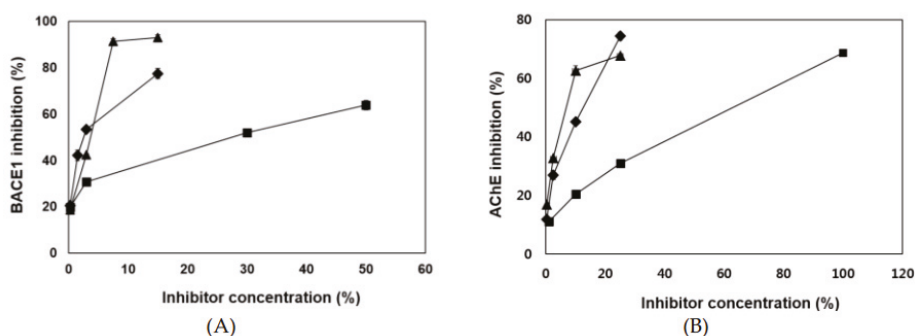 BACE1 inhibition (%)
100
80
60
40
20
0
0 10 20 30 40 50 60
Inhibitor concentration (%)
(A)
AChE inhibition (%)
80
60
40
20
0
0 20 40 60 80 100 120
Inhibitor concentration (%)
(B)